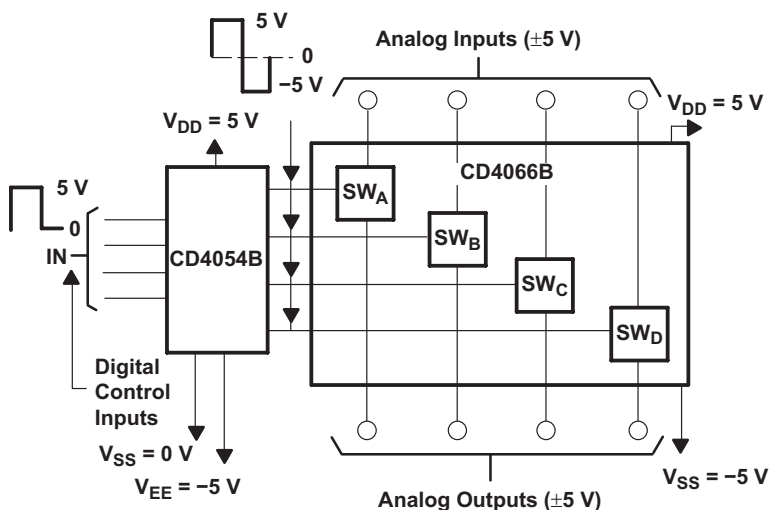 5 V
0
−5 V
Analog Inputs (±5 V)
V_DD = 5 V
V_DD = 5 V
CD4066B
5 V
0
IN
CD4054B
SW_A
SW_B
SW_C
SW_D
Digital
Control
Inputs
V_SS = 0 V
V_EE = −5 V
V_SS = −5 V
Analog Outputs (±5 V)